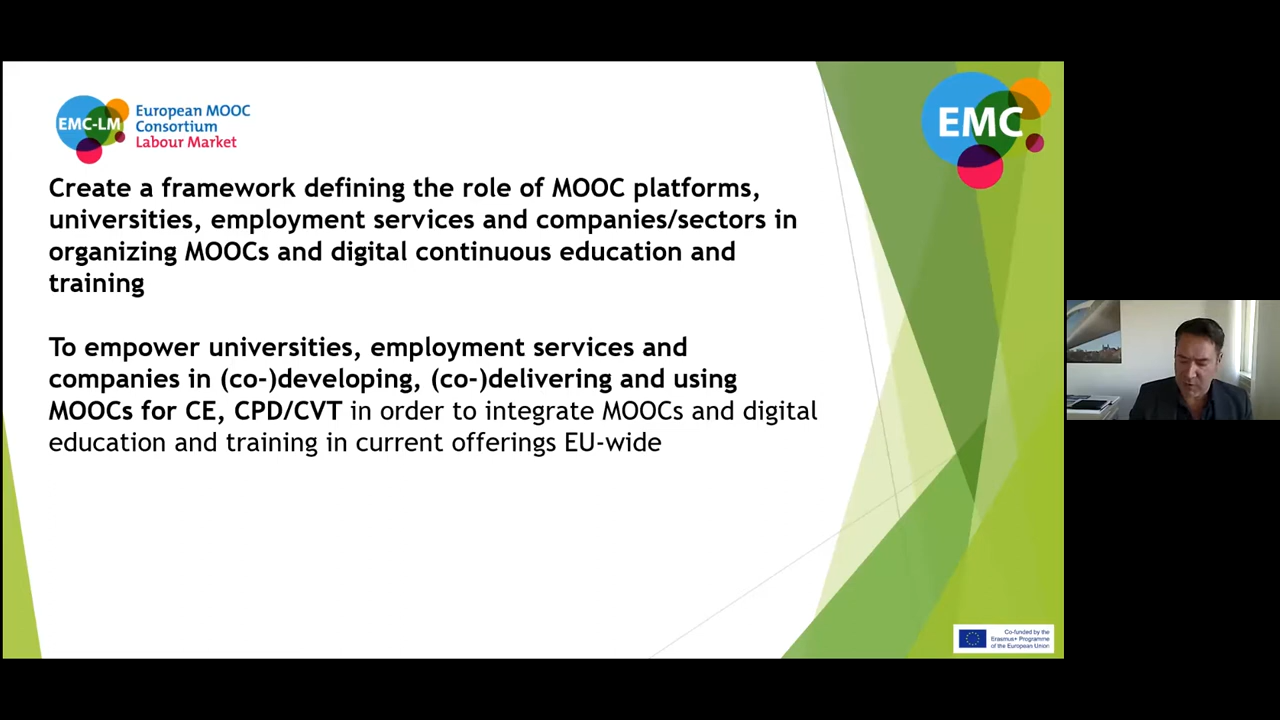 EMC-LM
European MOOC
Consortium
Labour Market
EMC
Create a framework defining the role of MOOC platforms,
universities, employment services and companies/sectors in
organizing MOOCs and digital continuous education and
training
To empower universities, employment services and
companies in (co-)developing, (co-)delivering and using
MOOCs for CE, CPD/CVT in order to integrate MOOCs and digital
education and training in current offerings EU-wide
Co-funded by the
Erasmus+ Programme
of the European Union